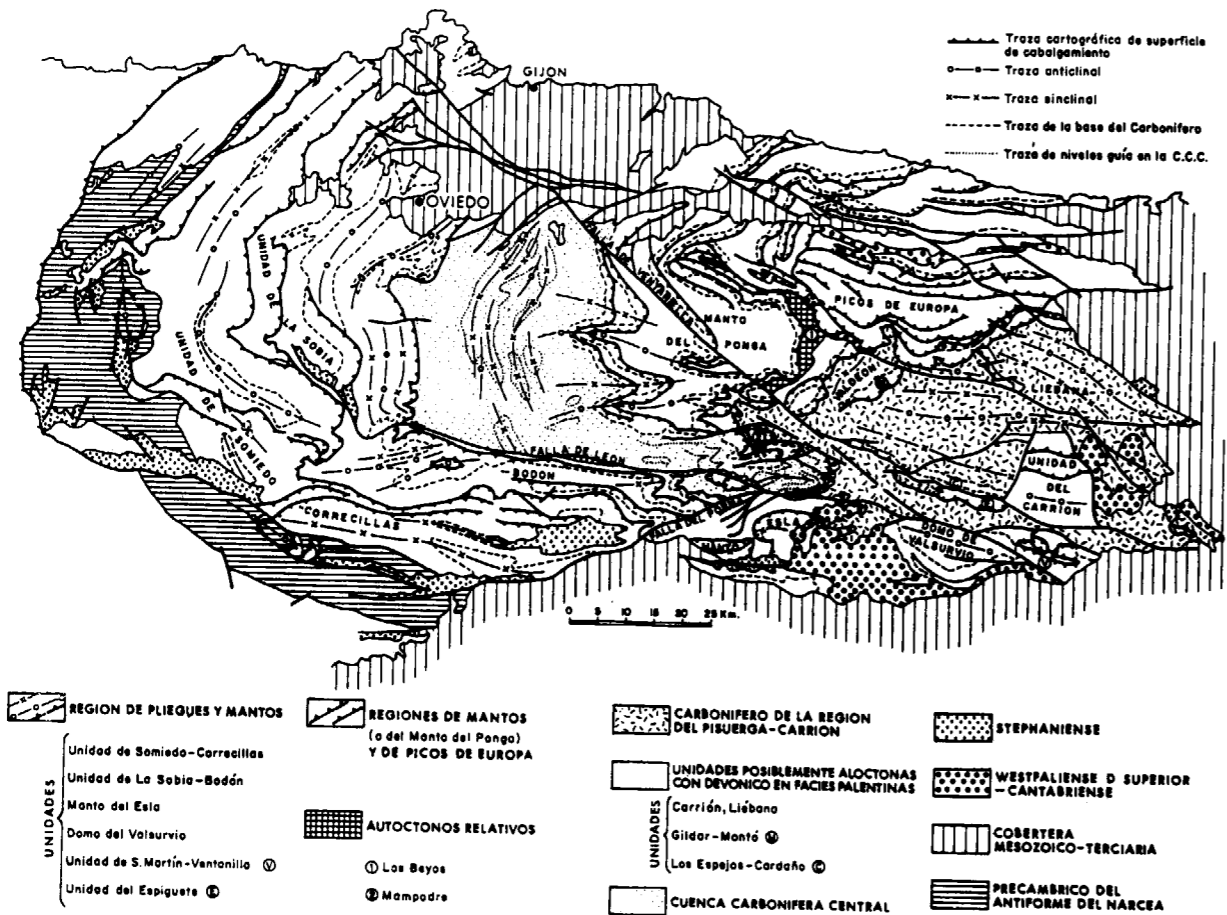 GIJON
OVIEDO
Traza cartográfica de superficie
de cabalgamiento
Traza anticlinal
Traza sinclinal
Traza de la base del Carbonífero
Traza de niveles guía en la C.C.C.
UNIDAD DE LA SOBIA
UNIDAD DE SOMIEDO
CORRECILLAS
FALLA DE LEON
BODON
MANTO
DEL PONGA
PICOS DE EUROPA
LIEBANA
UNIDAD
DEL
CARRION
DOMO DE
VALSURVIO
MANTO
ESLA
0 5 10 15 20 25 Km.
REGION DE PLIEGUES Y MANTOS
UNIDADES
Unidad de Somiedo-Correcillas
Unidad de La Sobia-Bodón
Manto del Esla
Domo del Valsurvio
Unidad de S. Martín-Ventanilla V
Unidad del Espiguete E
REGIONES DE MANTOS
(a del Manto del Ponga)
Y DE PICOS DE EUROPA
AUTOCTONOS RELATIVOS
1 Los Beyos
2 Mampodre
CARBONIFERO DE LA REGION
DEL PISUERGA-CARRION
UNIDADES POSIBLEMENTE ALOCTONAS
CON DEVONICO EN FACIES PALENTINAS
UNIDADES
Carrión, Liébana
Gildar-Montó M
Los Espejos-Cardaño C
CUENCA CARBONIFERA CENTRAL
STEPHANIENSE
WESTFALIENSE D SUPERIOR
-CANTABRIENSE
COBERTERA
MESOZOICO-TERCIARIA
PRECAMBRICO DEL
ANTIFORME DEL NARCEA